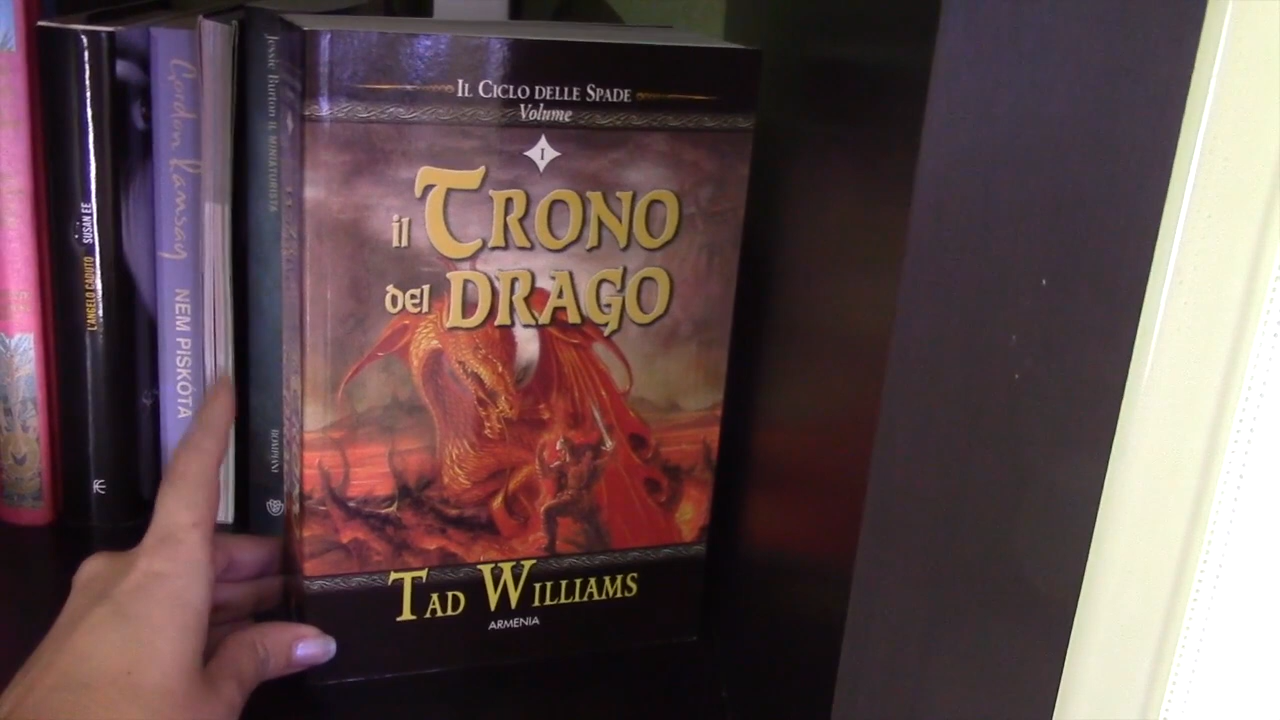 L'ANGELO CADUTO SUSAN EE
Gordon Ramsay NEM PISKÓTA
Jessie Burton IL MINIATURISTA BOMPIANI
IL CICLO DELLE SPADE
Volume
I
il TRONO
del DRAGO
TAD WILLIAMS
ARMENIA